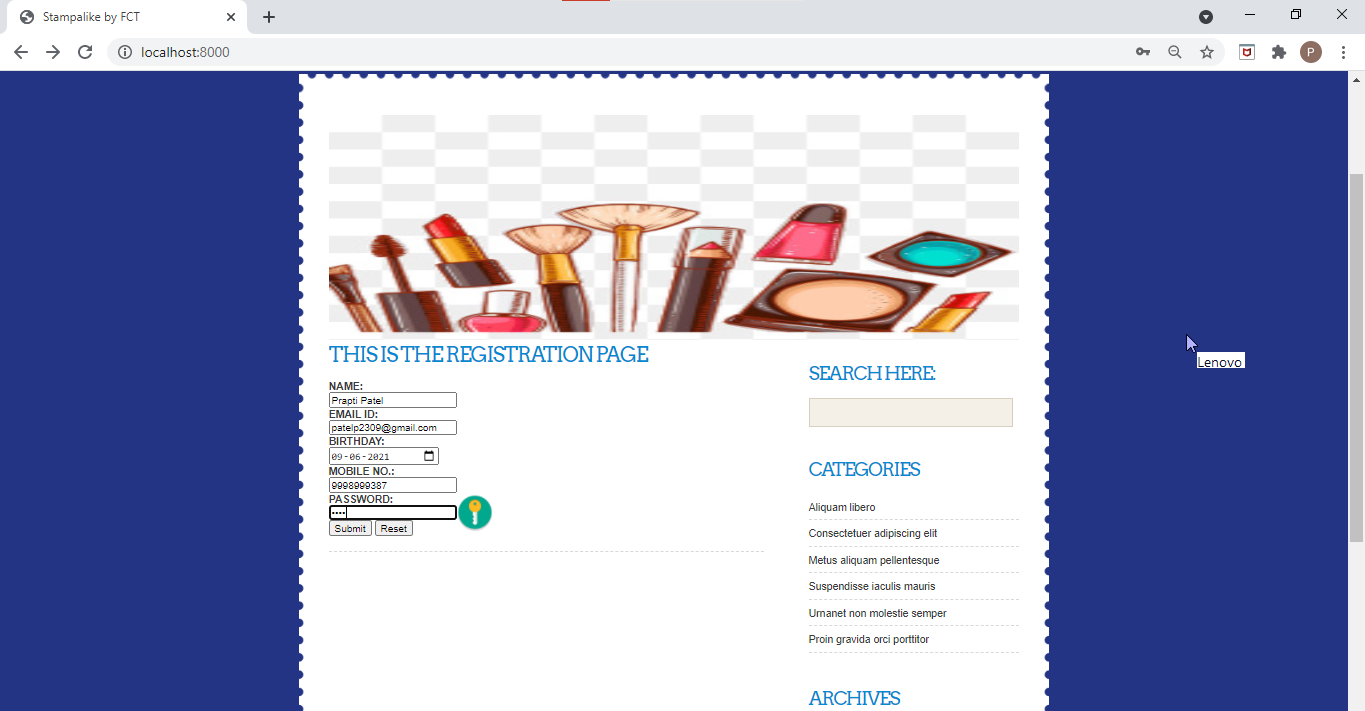 Stampalike by FCT
localhost:8000
P
THIS IS THE REGISTRATION PAGE
NAME:
Prapti Patel
EMAIL ID:
patelp2309@gmail.com
BIRTHDAY:
09-06-2021
MOBILE NO.:
9998999387
PASSWORD:
••••
Submit Reset
SEARCH HERE:
CATEGORIES
Aliquam libero
Consectetuer adipiscing elit
Metus aliquam pellentesque
Suspendisse iaculis mauris
Urnanet non molestie semper
Proin gravida orci porttitor
ARCHIVES
Lenovo